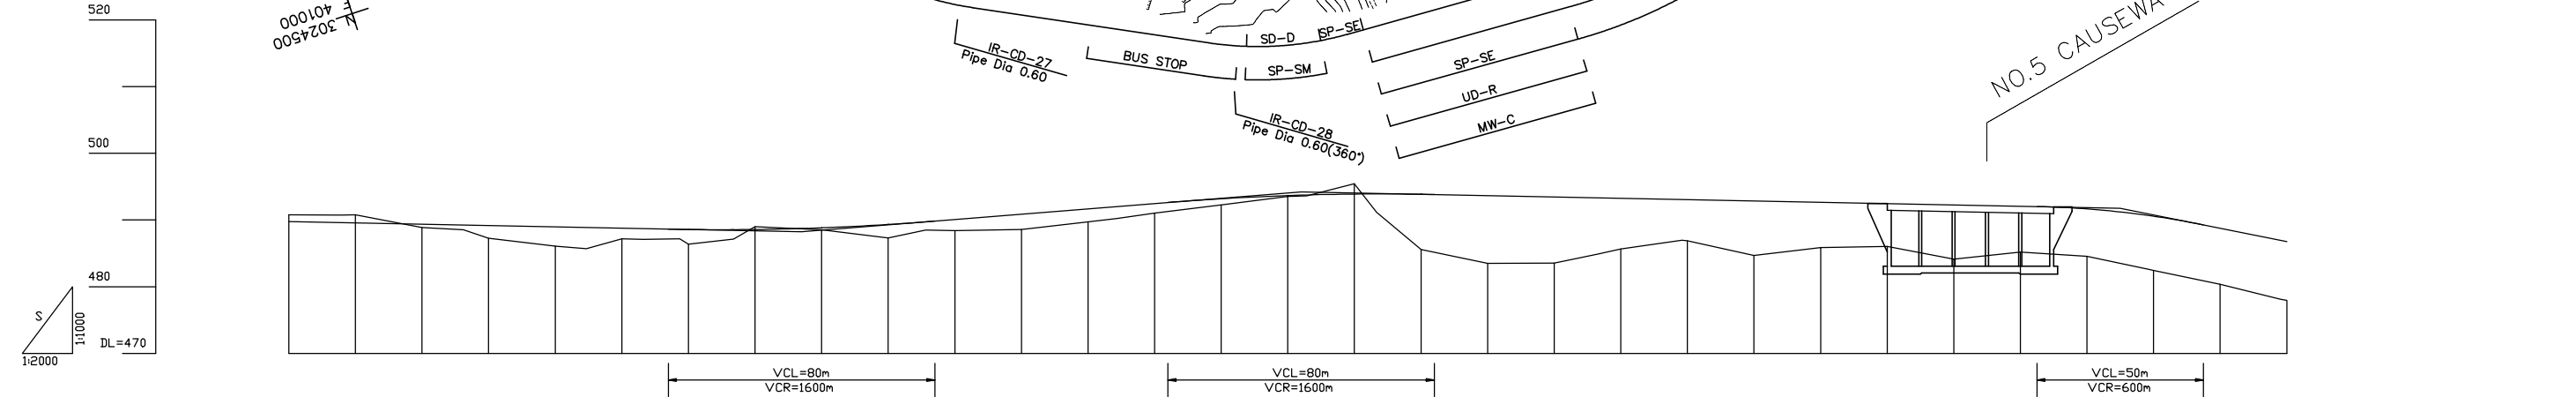 520
E 401000
N 3024500
SD-D
SP-SE
IR-CD-27
Pipe Dia 0.60
BUS STOP
SP-SM
SP-SE
UD-R
MW-C
IR-CD-28
Pipe Dia 0.60(360°)
NO.5 CAUSEWA
500
480
S
1:1000
DL=470
1:2000
VCL=80m
VCR=1600m
VCL=80m
VCR=1600m
VCL=50m
VCR=600m